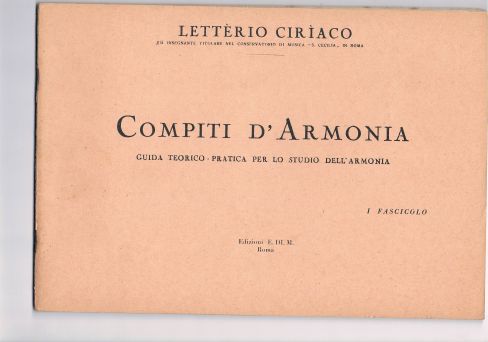 LETTÈRIO CIRÌACO
GIÀ INSEGNANTE TITOLARE NEL CONSERVATORIO DI MUSICA "S. CECILIA" IN ROMA
COMPITI D'ARMONIA
GUIDA TEORICO-PRATICA PER LO STUDIO DELL'ARMONIA
I FASCICOLO
Edizioni E. DI. M.
Roma